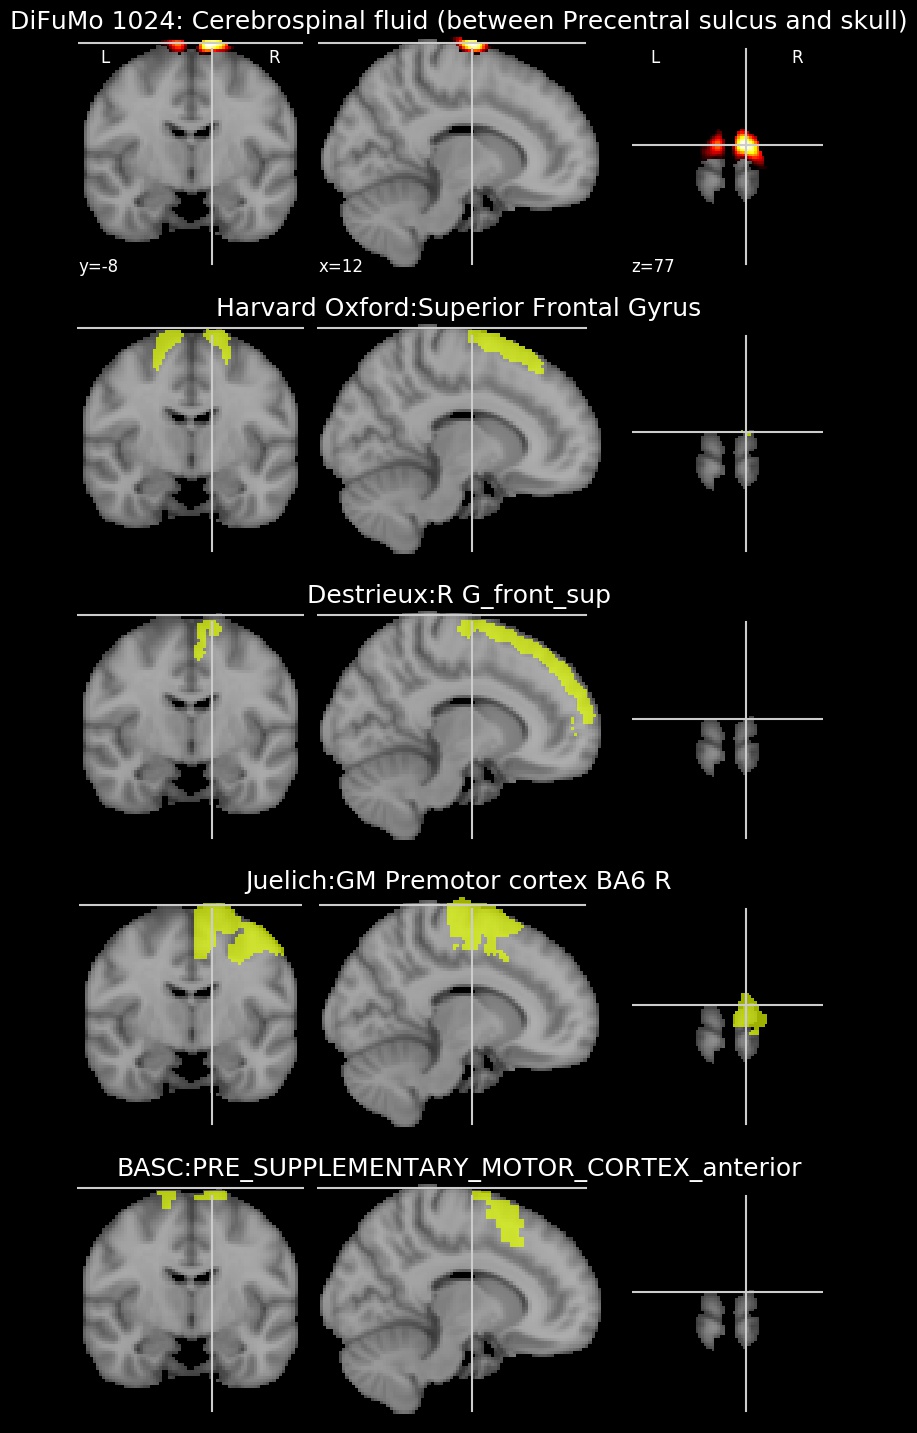 DiFuMo 1024: Cerebrospinal fluid (between Precentral sulcus and skull)
L R L R
y=-8 x=12 z=77
Harvard Oxford:Superior Frontal Gyrus
Destrieux:R G_front_sup
Juelich:GM Premotor cortex BA6 R
BASC:PRE_SUPPLEMENTARY_MOTOR_CORTEX_anterior